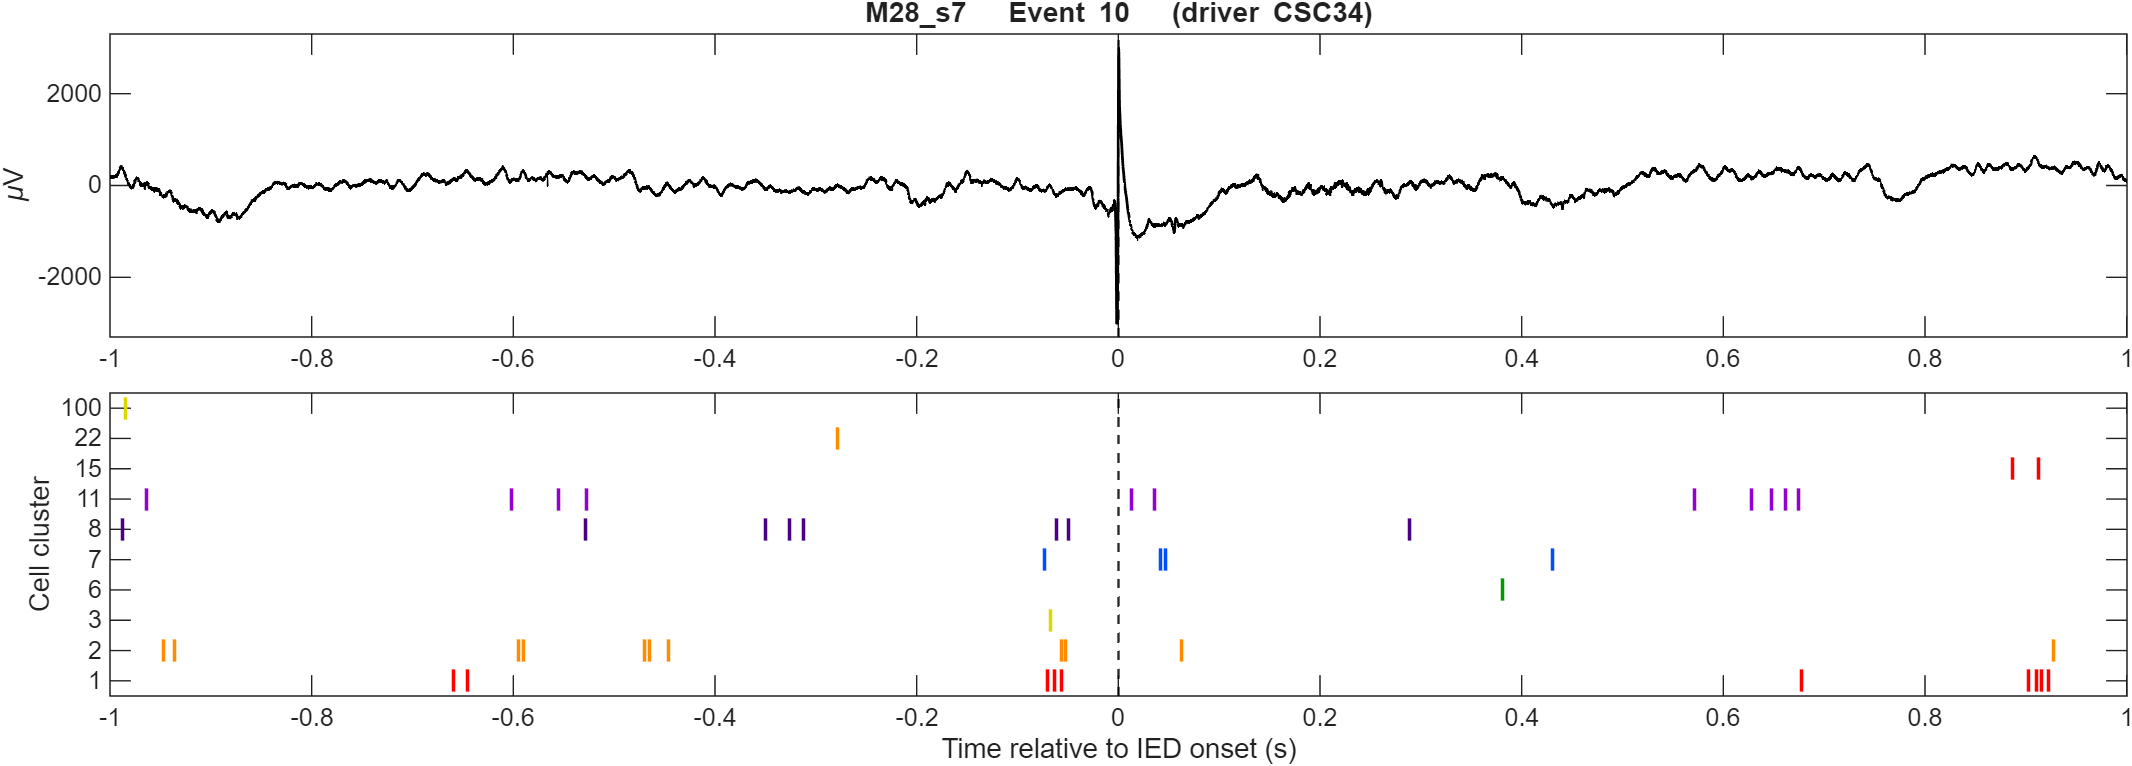 M28_s7 Event 10 (driver CSC34)
2000
0
-2000
µV
-1 -0.8 -0.6 -0.4 -0.2 0 0.2 0.4 0.6 0.8 1
100
22
15
11
8
7
6
3
2
1
Cell cluster
-1 -0.8 -0.6 -0.4 -0.2 0 0.2 0.4 0.6 0.8 1
Time relative to IED onset (s)